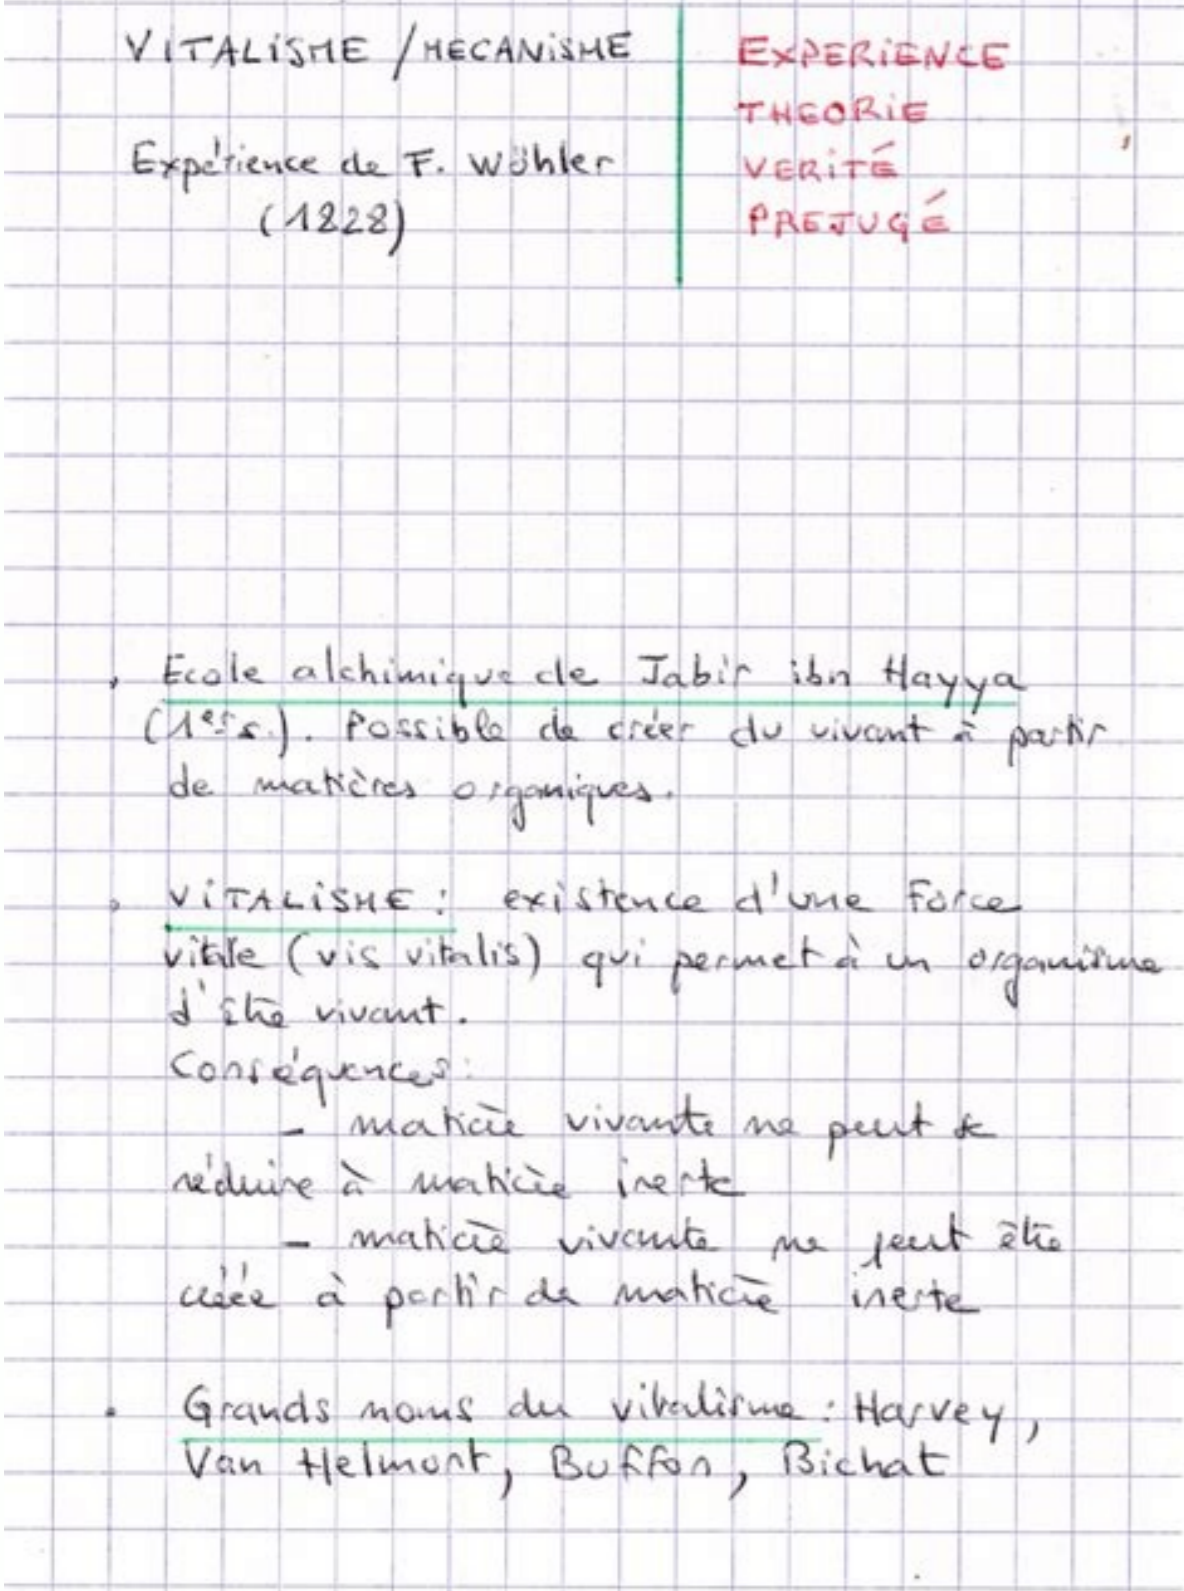 VITALISME / MECANISME
Expérience de F. Wöhler
(1828)
EXPERIENCE
THEORIE
VERITÉ
PREJUGÉ
Ecole alchimique de Jabir ibn Hayya
(1er s.). Possible de créer du vivant à partir
de matières organiques.
VITALISME : existence d'une Force
vitale (vis vitalis) qui permet à un organisme
d'être vivant.
Conséquences :
- matière vivante ne peut se
réduire à matière inerte
- matière vivante ne peut être
créée à partir de matière inerte
Grands noms du vitalisme : Harvey,
Van Helmont, Buffon, Bichat